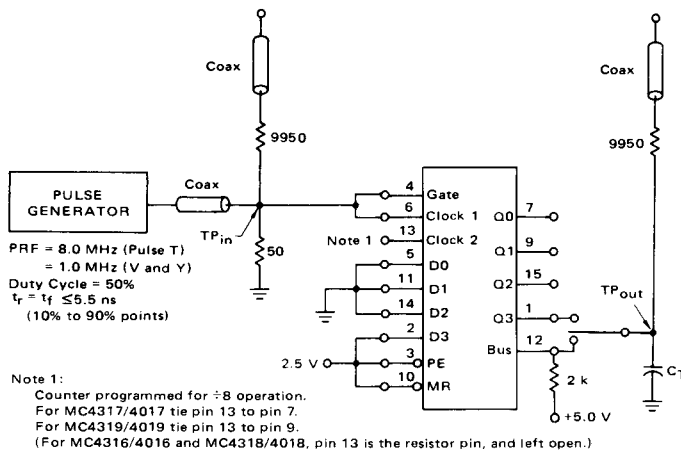 Coax
Coax
9950
9950
PULSE
GENERATOR
Coax
TPin
50
PRF = 8.0 MHz (Pulse T)
= 1.0 MHz (V and Y)
Duty Cycle = 50%
tr = tf ≤5.5 ns
(10% to 90% points)
4 Gate
6 Clock 1
Note 1 13 Clock 2
5 D0
11 D1
14 D2
2 D3
2.5 V 3 PE
10 MR
Q0 7
Q1 9
Q2 15
Q3 1
Bus 12
TPout
2 k
+5.0 V
CT
Note 1:
Counter programmed for ÷8 operation.
For MC4317/4017 tie pin 13 to pin 7.
For MC4319/4019 tie pin 13 to pin 9.
(For MC4316/4016 and MC4318/4018, pin 13 is the resistor pin, and left open.)